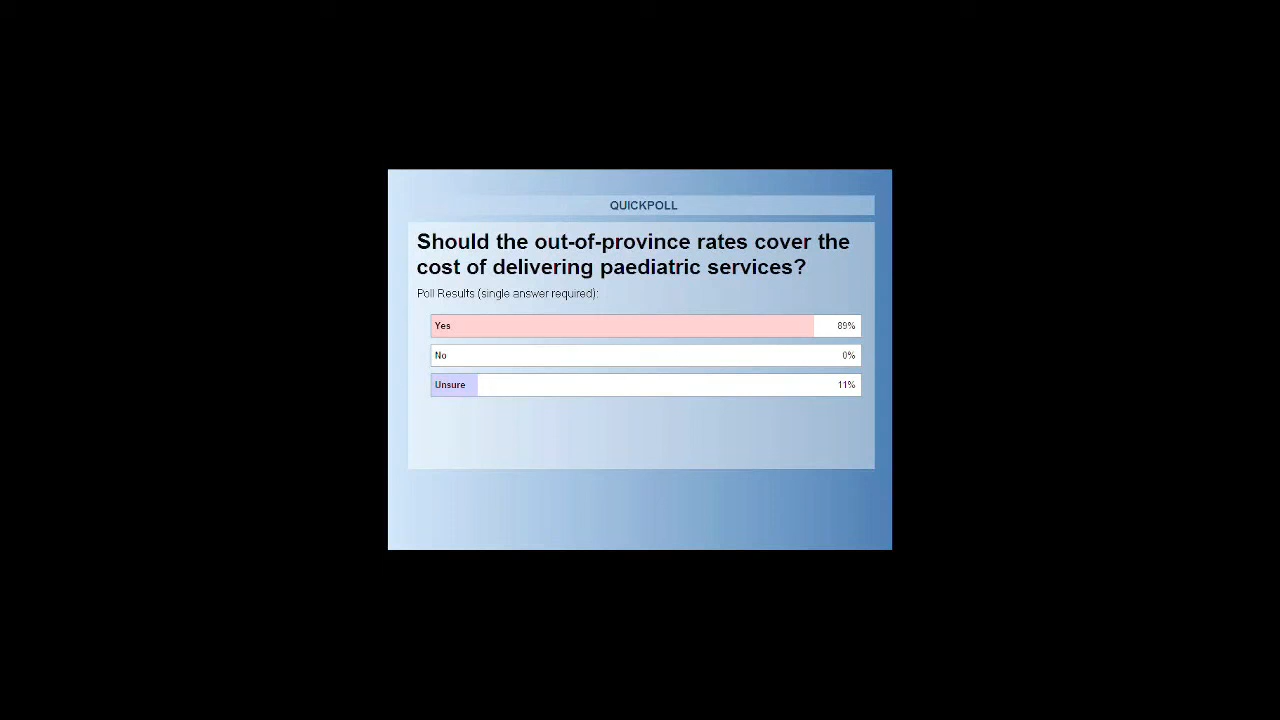 QUICKPOLL
Should the out-of-province rates cover the
cost of delivering paediatric services?
Poll Results (single answer required):
Yes 89%
No 0%
Unsure 11%